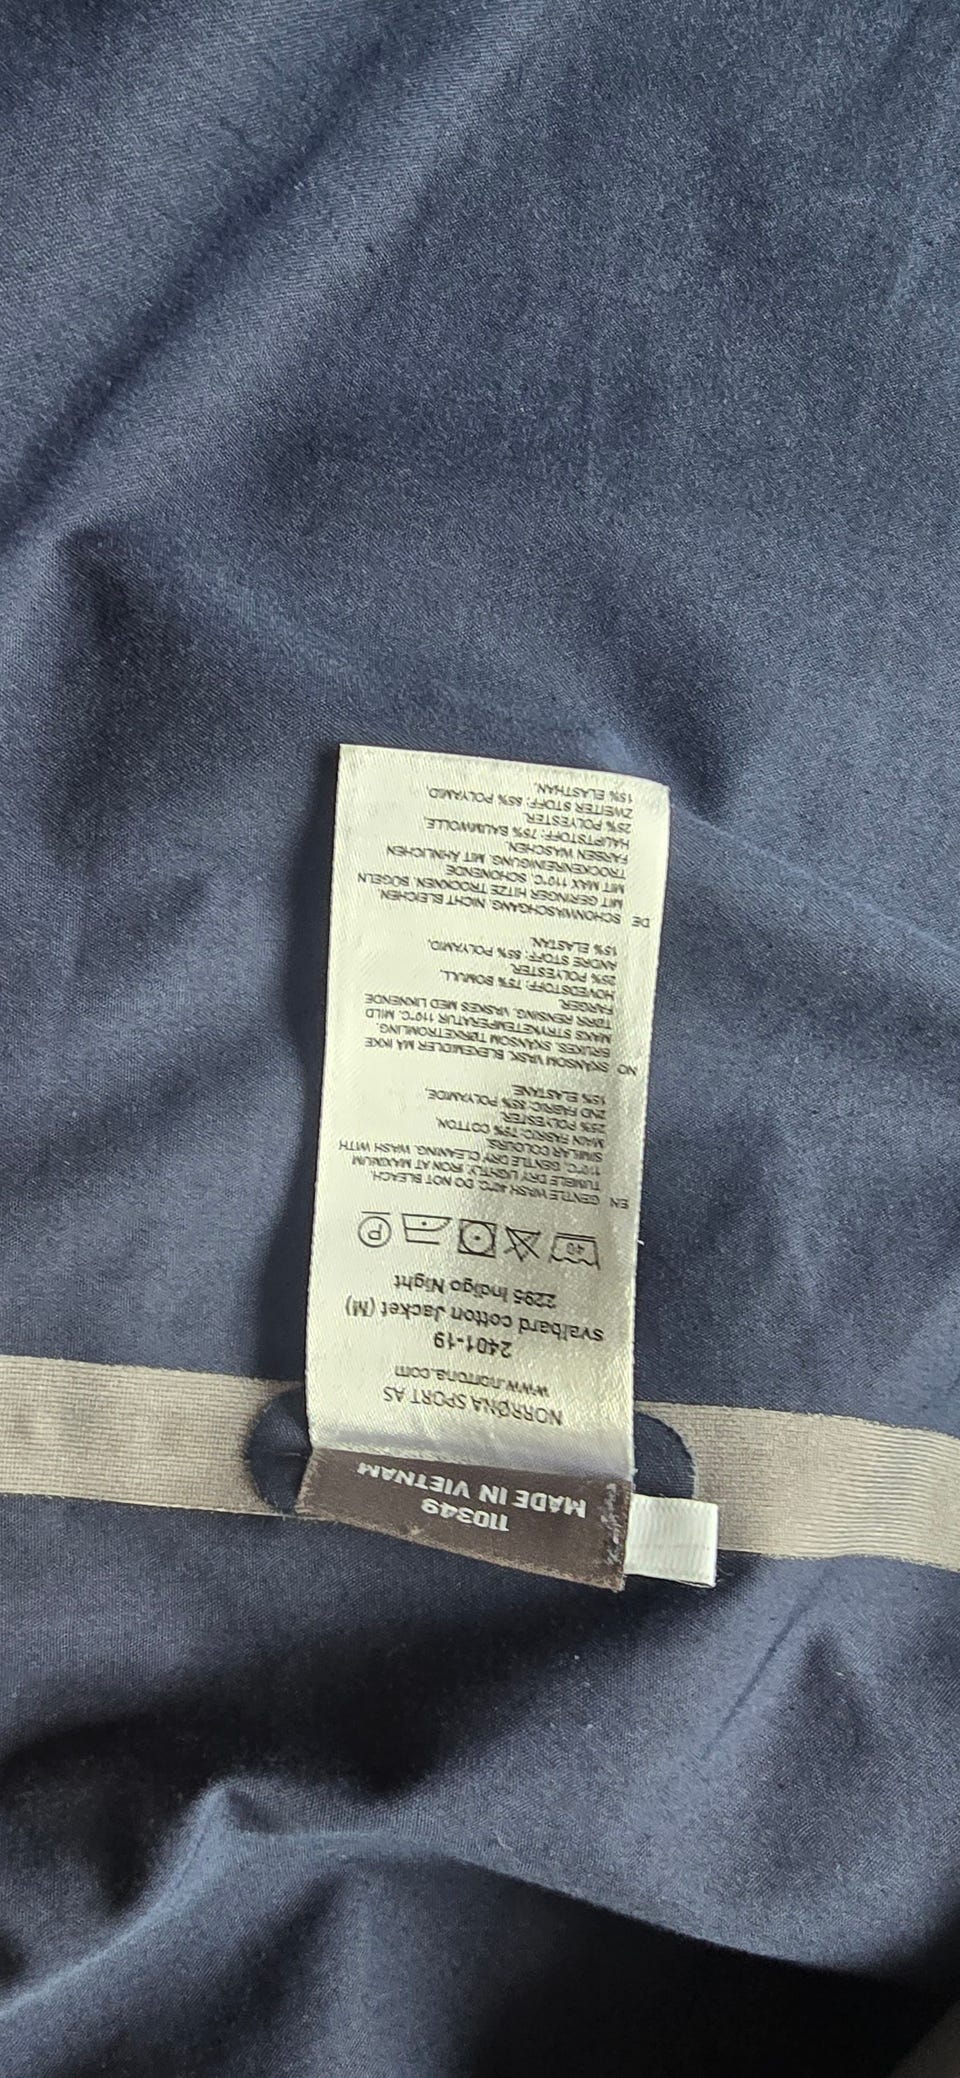 110349
MADE IN VIETNAM
NORRØNA SPORT AS
www.norrona.com
2401-19
svalbard cotton Jacket (M)
2295 Indigo Night
40
P
EN GENTLE WASH 40°C. DO NOT BLEACH.
TUMBLE DRY LIGHTLY. IRON AT MAXIMUM
110°C. GENTLE DRY CLEANING. WASH WITH
SIMILAR COLOURS.
MAIN FABRIC: 75% COTTON,
25% POLYESTER.
2ND FABRIC: 85% POLYAMIDE,
15% ELASTANE.
NO SKÅNSOM VASK. BLEKEMIDLER MÅ IKKE
BRUKES. SKÅNSOM TØRKETROMLING.
MAKS STRYKETEMPERATUR 110°C. MILD
TØRR RENSING. VASKES MED LIKNENDE
FARGER.
HOVEDSTOFF: 75% BOMULL.
25% POLYESTER.
ANDRE STOFF: 85% POLYAMID,
15% ELASTAN.
DE SCHONWASCHGANG. NICHT BLEICHEN.
MIT GERINGER HITZE TROCKNEN. BÜGELN
MIT MAX 110°C. SCHONENDE
TROCKENREINIGUNG. MIT ÄHNLICHEN
FARBEN WASCHEN.
HAUPTSTOFF: 75% BAUMWOLLE,
25% POLYESTER.
ZWEITER STOFF: 85% POLYAMID,
15% ELASTHAN.